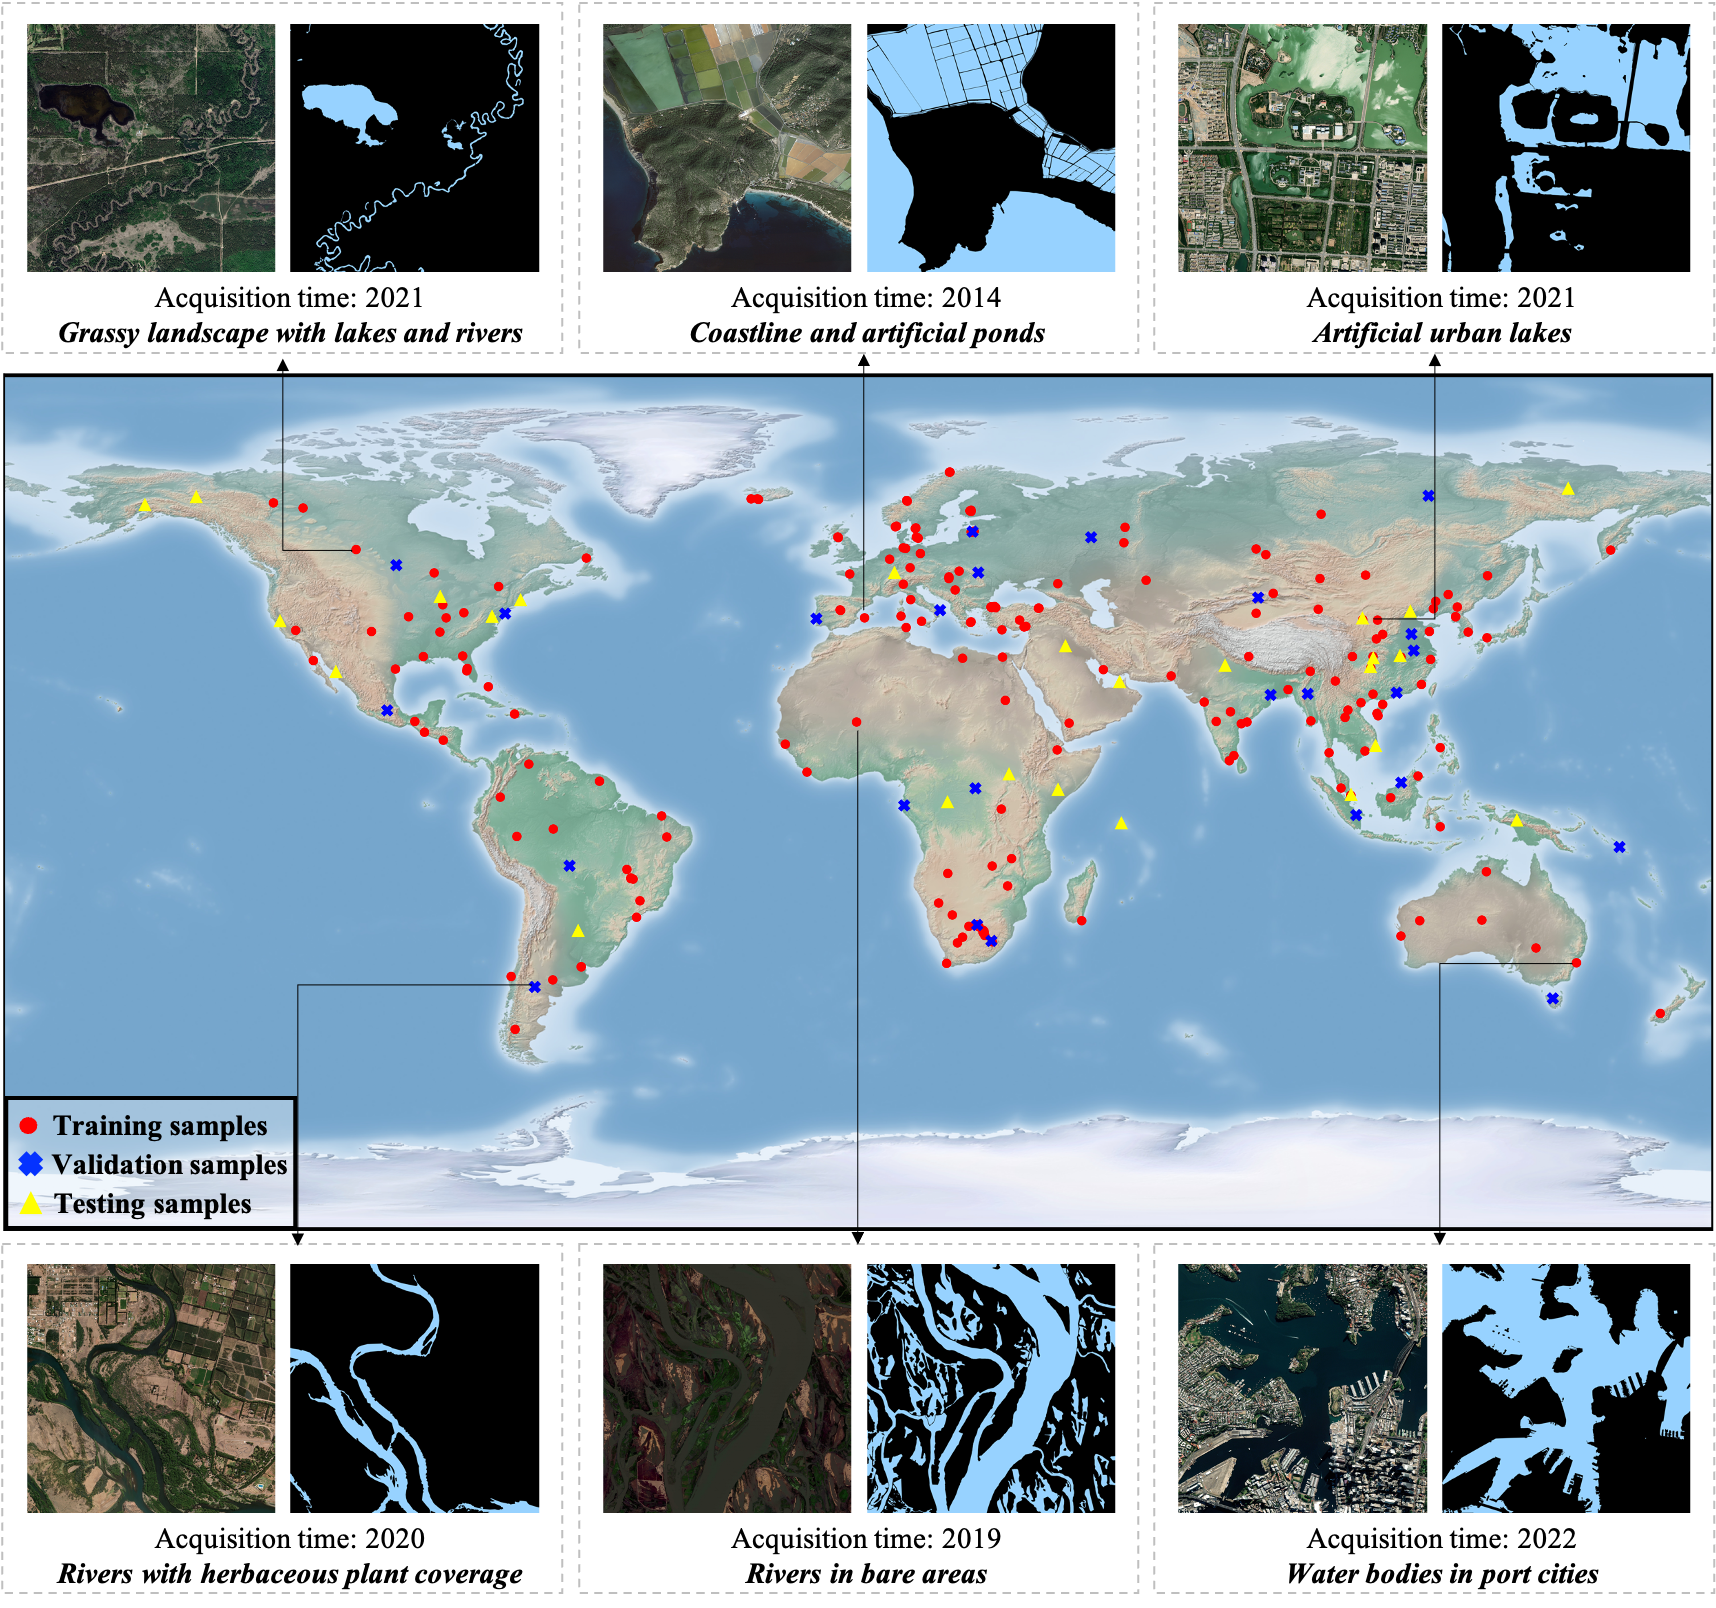 Acquisition time: 2021
Grassy landscape with lakes and rivers
Acquisition time: 2014
Coastline and artificial ponds
Acquisition time: 2021
Artificial urban lakes
Training samples
Validation samples
Testing samples
Acquisition time: 2020
Rivers with herbaceous plant coverage
Acquisition time: 2019
Rivers in bare areas
Acquisition time: 2022
Water bodies in port cities